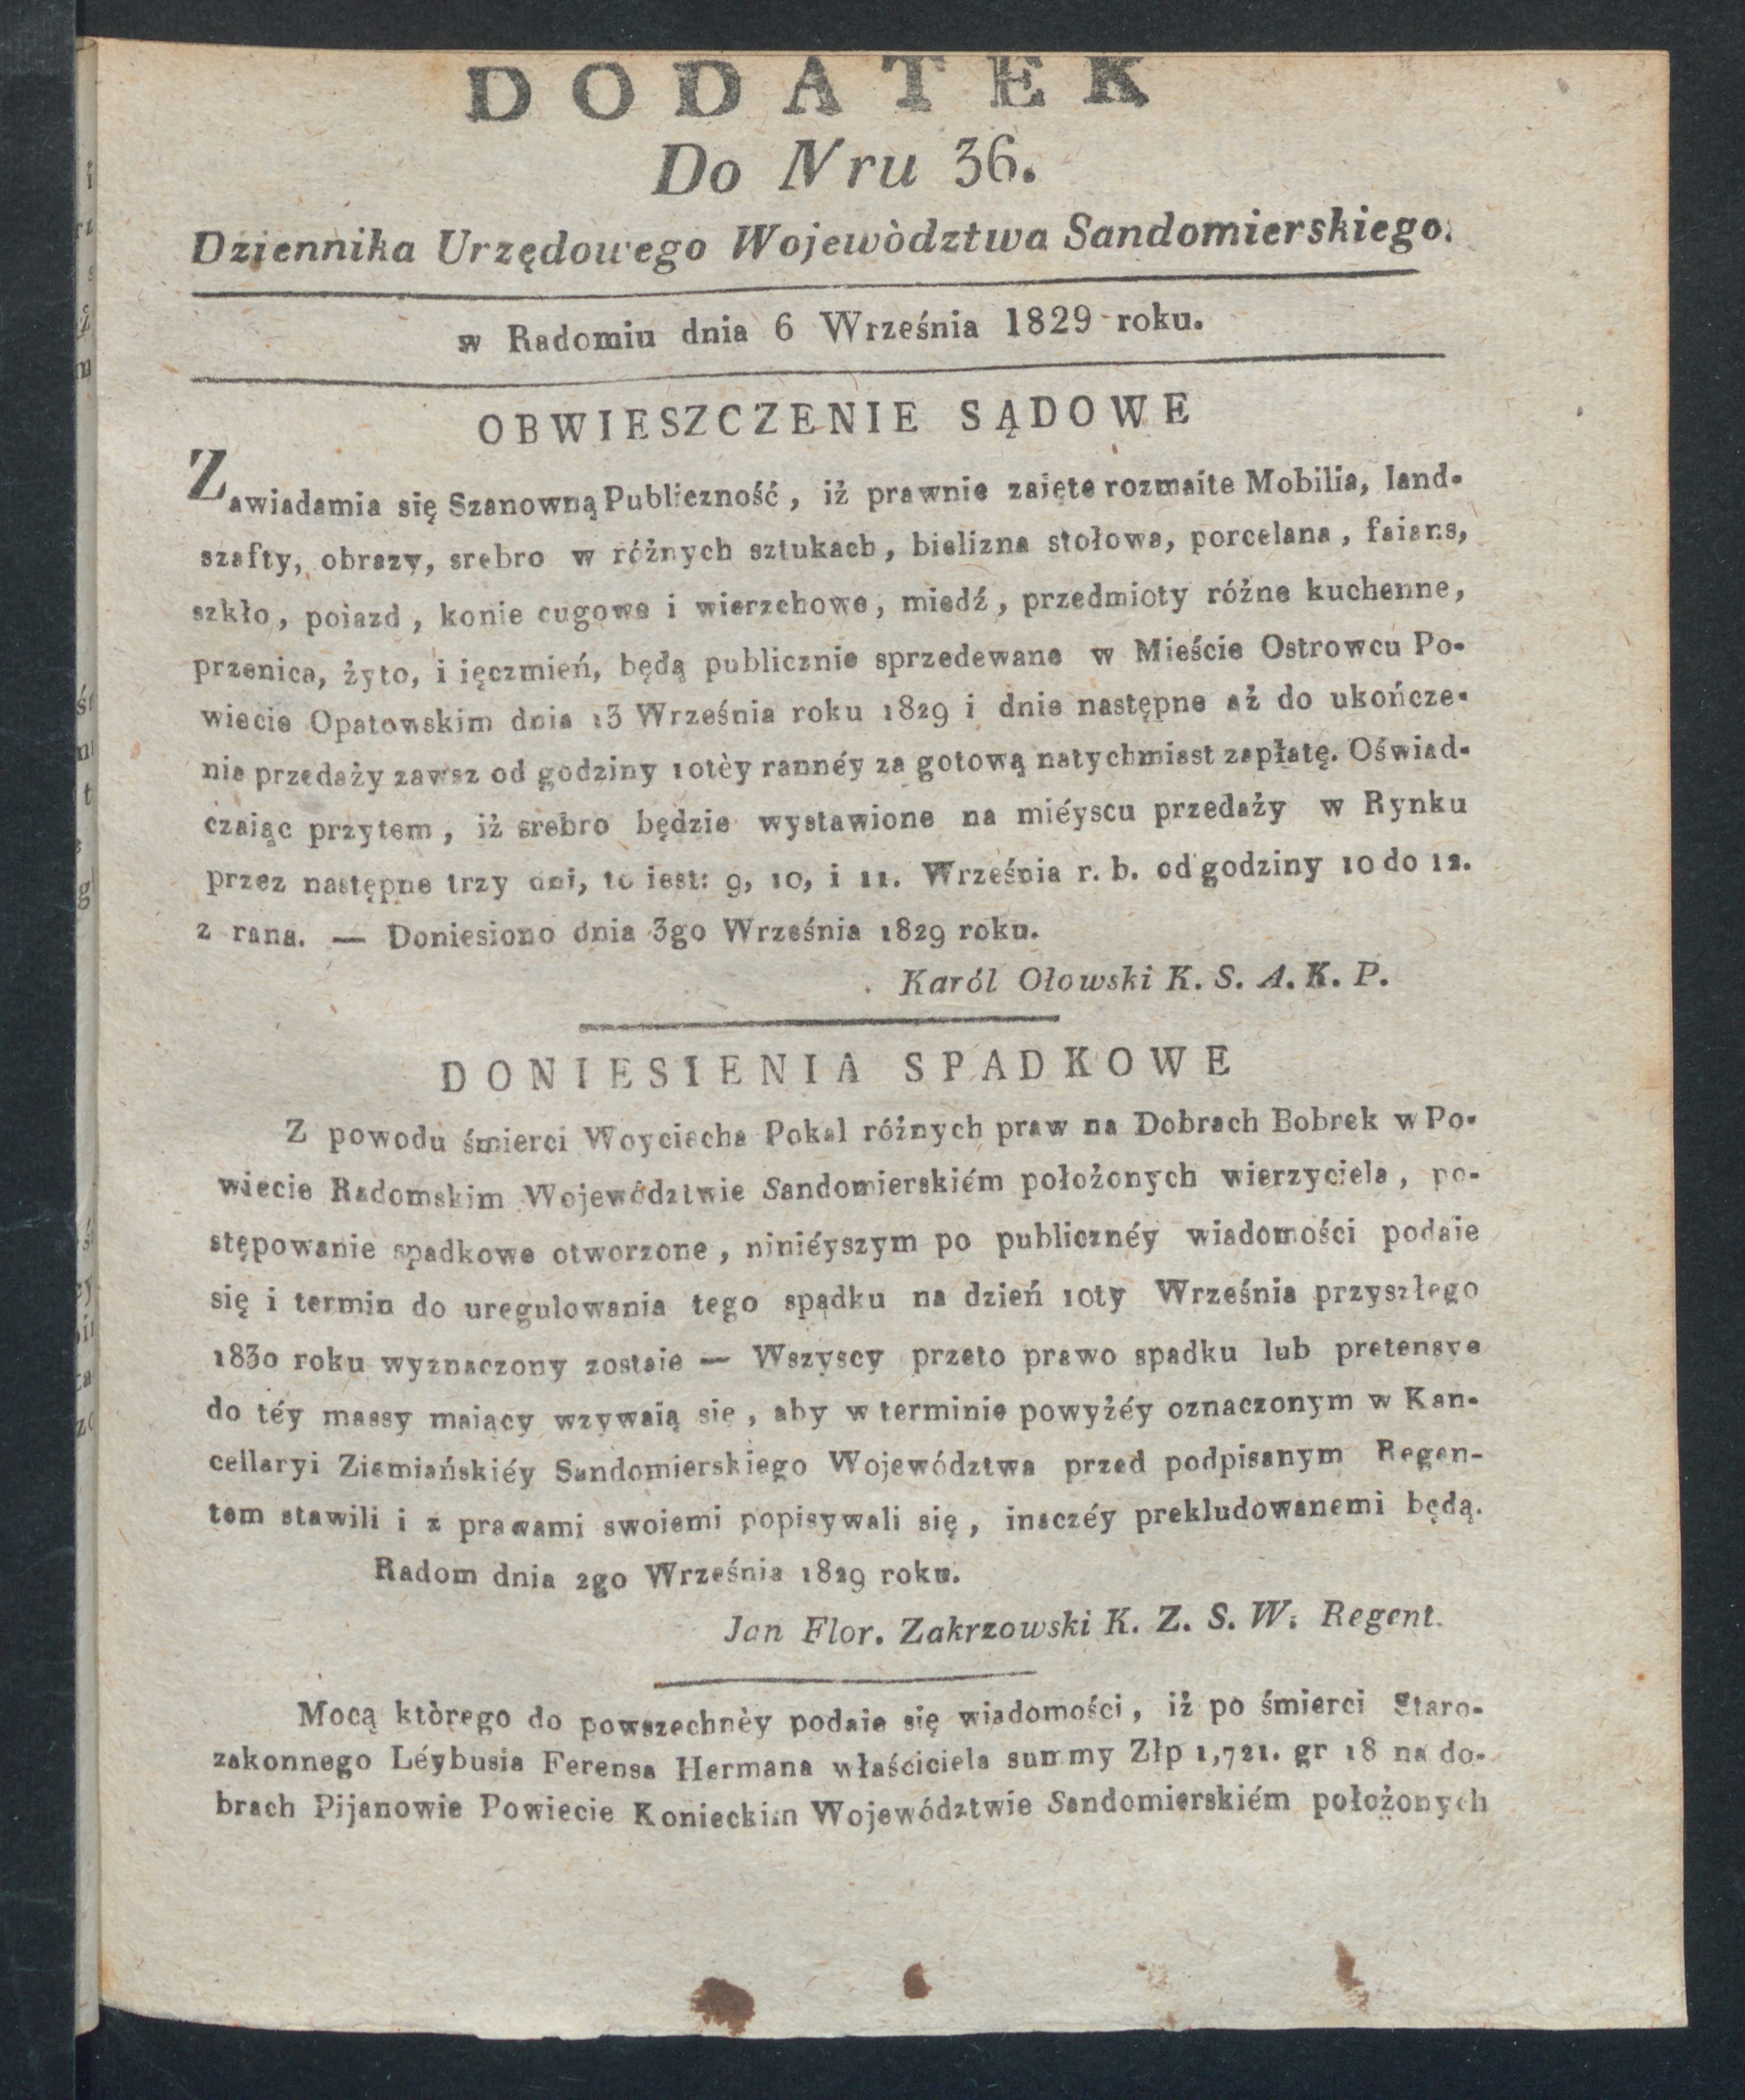 DODATEK
Do Nru 36.
Dziennika Urzędowego Wojewòdztwa Sandomierskiego.
w Radomiu dnia 6 Września 1829 roku.
OBWIESZCZENIE SĄDOWE
Zawiadamia się Szanowną Publiczność, iż prawnie zaięte rozmaite Mobilia, land-
szafty, obrazy, srebro w różnych sztukach, bielizna stołowa, porcelana, faians,
szkło, poiazd, konie cugowe i wierzchowe, miedź, przedmioty różne kuchenne,
przenica, żyto, i ięczmień, będą publicznie sprzedewane w Mieście Ostrowcu Po-
wiecie Opatowskim dnia 13 Września roku 1829 i dnie następne aż do ukończe-
nia przedaży zawsz od godziny 10tèy rannéy za gotową natychmiast zapłatę. Oświad-
czaiąc przytem, iż srebro będzie wystawione na miéyscu przedaży w Rynku
przez następne trzy dni, to iest: 9, 10, i 11. Września r. b. od godziny 10 do 12.
z rana. — Doniesiono dnia 3go Września 1829 roku.
Karól Ołowski K. S. A. K. P.
DONIESIENIA SPADKOWE
Z powodu śmierci Woyciecha Pokal różnych praw na Dobrach Bobrek w Po-
wiecie Radomskim Województwie Sandomierskiém położonych wierzyciela, po-
stępowanie spadkowe otworzone, niniéyszym po publicznéy wiadomości podaie
się i termin do uregulowania tego spądku na dzień 10ty Września przyszłego
1830 roku wyznaczony zostaie — Wszyscy przeto prawo spadku lub pretensye
do téy massy maiący wzywaią się, aby w terminie powyżéy oznaczonym w Kan-
cellaryi Ziemiańskiéy Sandomierskiego Województwa przed podpisanym Regen-
tem stawili i z prawami swoiemi popisywali się, inaczéy prekludowanemi będą.
Radom dnia 2go Września 1829 roku.
Jan Flor. Zakrzowski K. Z. S. W. Regent.
Mocą którego do powszechnèy podaie się wiadomości, iż po śmierci Staro-
zakonnego Léybusia Ferensa Hermana właściciela summy Złp 1,721. gr 18 na do-
brach Pijanowie Powiecie Konieckim Województwie Sandomierskiém położonych